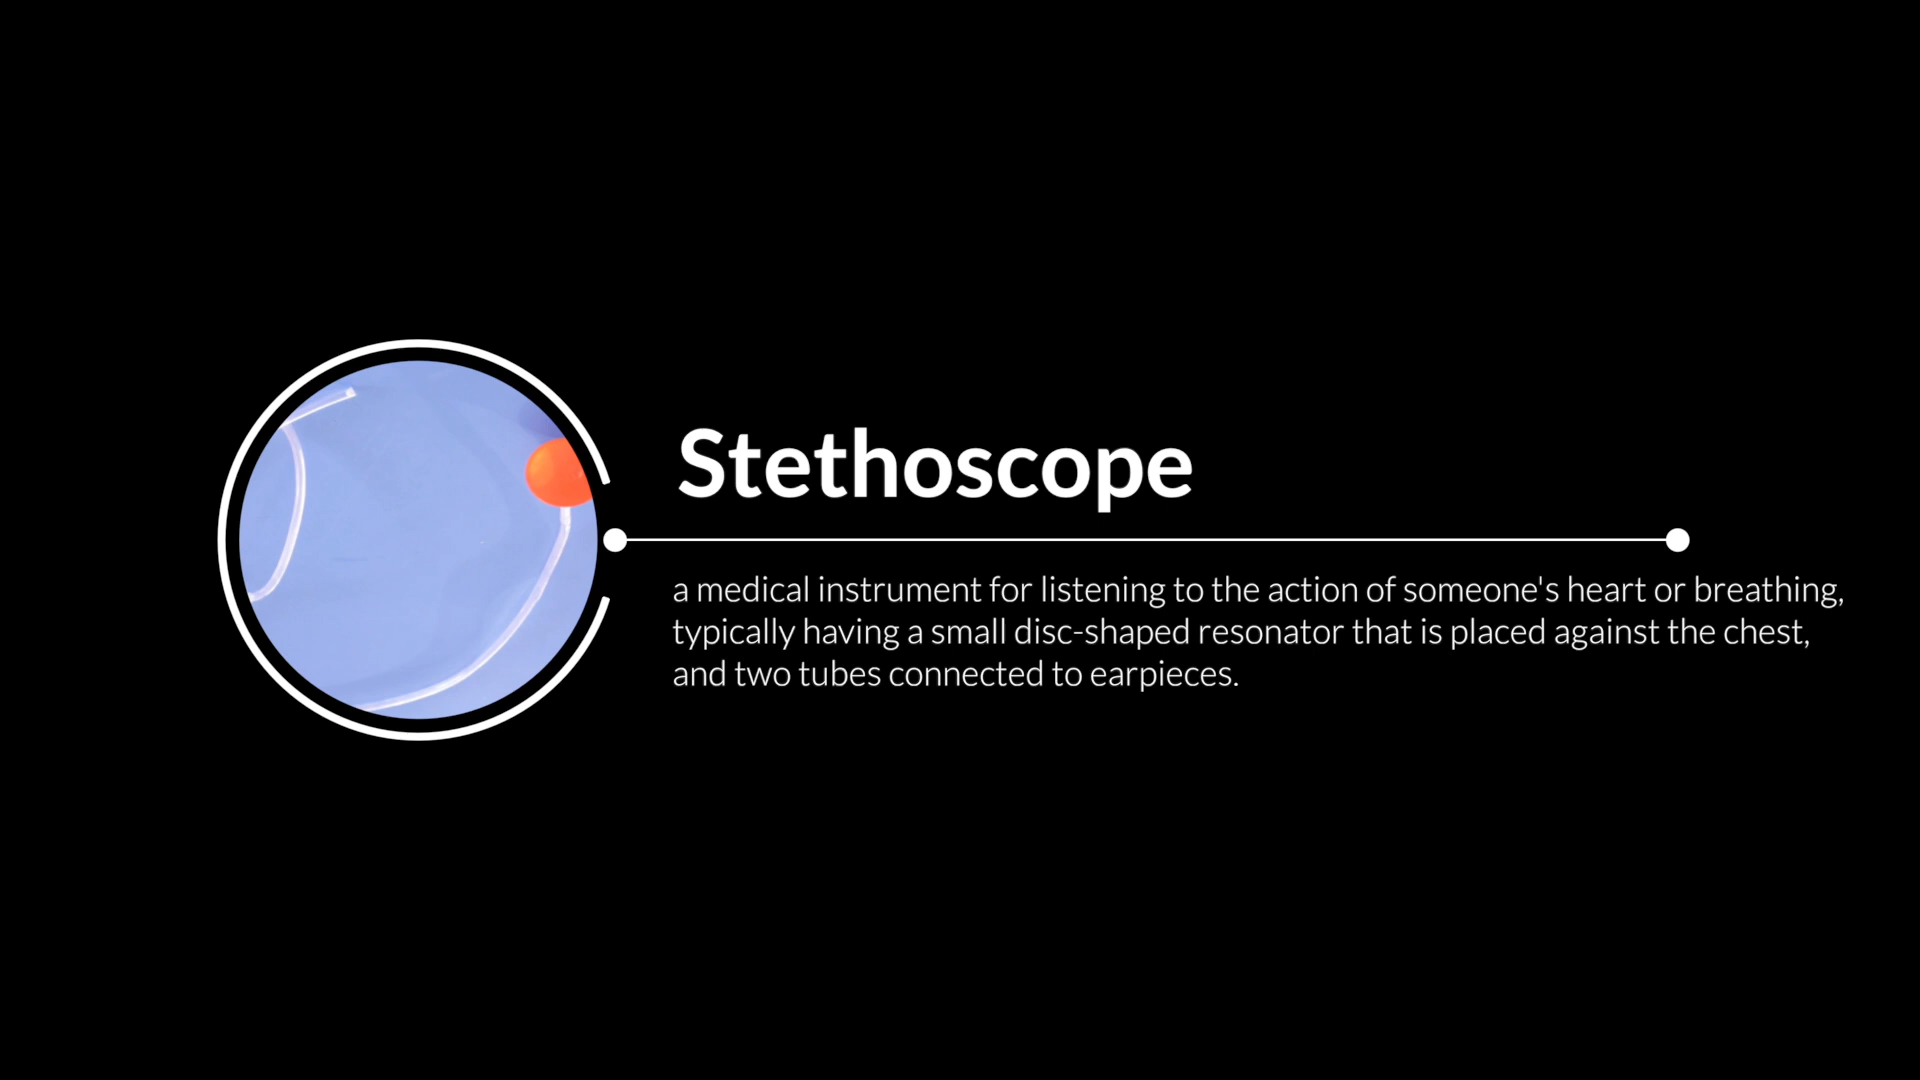 Stethoscope
a medical instrument for listening to the action of someone's heart or breathing,
typically having a small disc-shaped resonator that is placed against the chest,
and two tubes connected to earpieces.